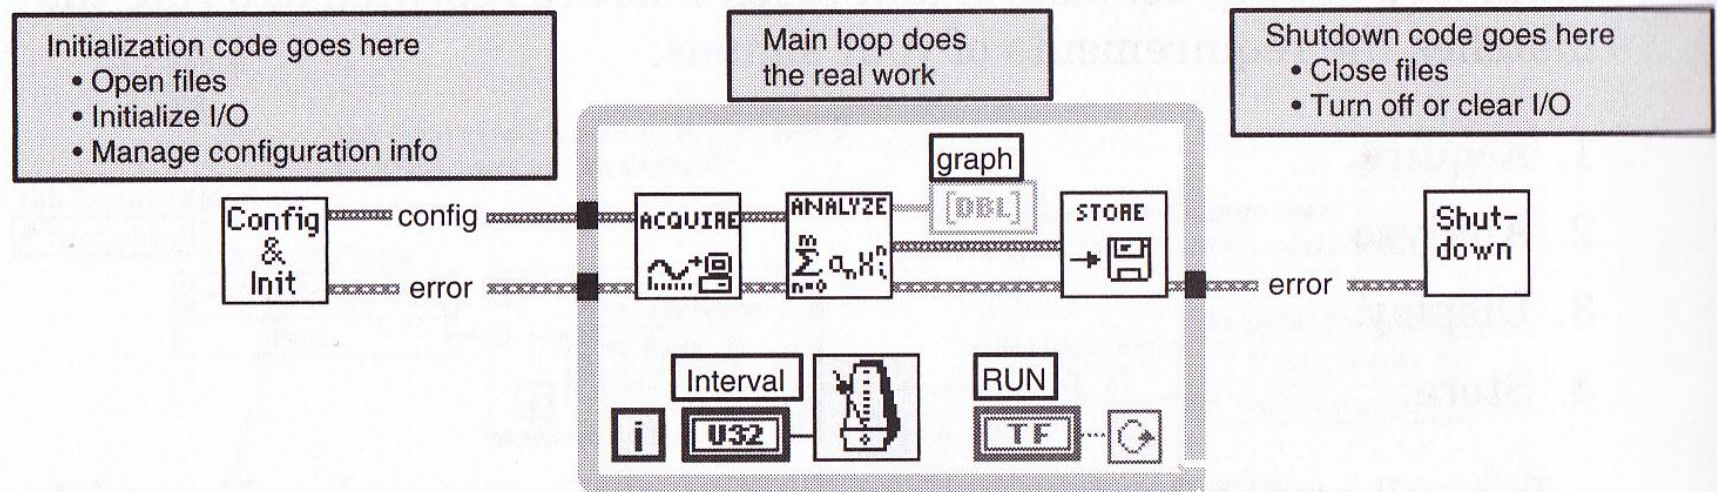 Initialization code goes here
• Open files
• Initialize I/O
• Manage configuration info
Main loop does
the real work
Shutdown code goes here
• Close files
• Turn off or clear I/O
Config
&
Init
config
error
ACQUIRE
ANALYZE
m
Σ aₙXᵢⁿ
n=0
graph
[DBL]
STORE
error
Shut-
down
Interval
RUN
i
U32
TF